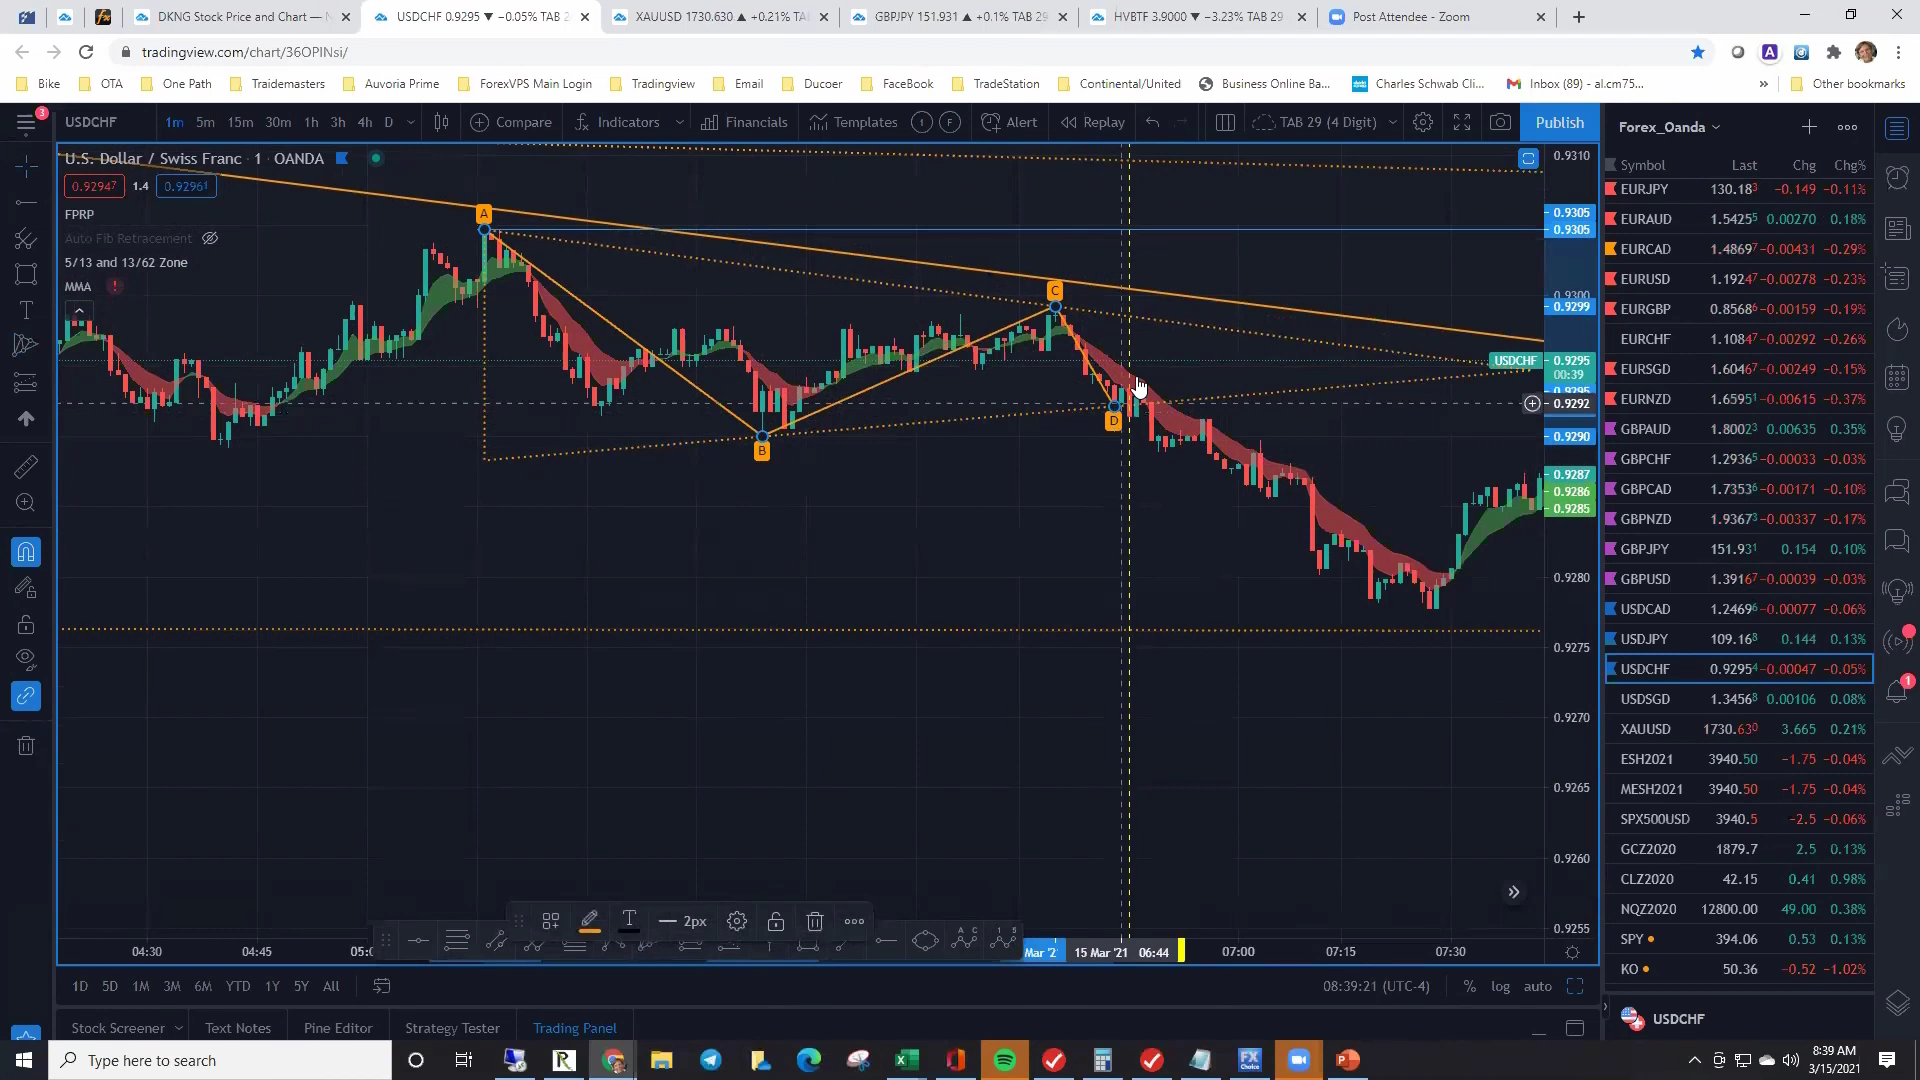 DKNG Stock Price and Chart — N
USDCHF 0.9295 ▼ −0.05% TAB 2
XAUUSD 1730.630 ▲ +0.21% TA
GBPJPY 151.931 ▲ +0.1% TAB 29
HVBTF 3.9000 ▼ −3.23% TAB 29
Post Attendee - Zoom
tradingview.com/chart/36OPINsi/
Bike OTA One Path Traidemasters Auvoria Prime ForexVPS Main Login Tradingview Email Ducoer FaceBook TradeStation Continental/United Business Online Ba... Charles Schwab Cli... Inbox (89) - al.cm75... » Other bookmarks
3 USDCHF 1m 5m 15m 30m 1h 3h 4h D Compare Indicators Financials Templates Alert Replay TAB 29 (4 Digit) Publish
U.S. Dollar / Swiss Franc · 1 · OANDA
0.92947 1.4 0.92961
FPRP
Auto Fib Retracement
5/13 and 13/62 Zone
MMA !
A
B
C
D
0.9310
0.9305
0.9305
0.9300
0.9299
USDCHF 0.9295
00:39
0.9295
0.9292
0.9290
0.9287
0.9286
0.9285
0.9280
0.9275
0.9270
0.9265
0.9260
0.9255
2px
04:30 04:45 05:0 Mar '2 15 Mar '21 06:44 07:00 07:15 07:30
1D 5D 1M 3M 6M YTD 1Y 5Y All 08:39:21 (UTC-4) % log auto
Stock Screener Text Notes Pine Editor Strategy Tester Trading Panel
Forex_Oanda
Symbol Last Chg Chg%
EURJPY 130.183 −0.149 −0.11%
EURAUD 1.54255 0.00270 0.18%
EURCAD 1.48697 −0.00431 −0.29%
EURUSD 1.19247 −0.00278 −0.23%
EURGBP 0.85686 −0.00159 −0.19%
EURCHF 1.10847 −0.00292 −0.26%
EURSGD 1.60467 −0.00249 −0.15%
EURNZD 1.65951 −0.00615 −0.37%
GBPAUD 1.80023 0.00635 0.35%
GBPCHF 1.29365 −0.00033 −0.03%
GBPCAD 1.73536 −0.00171 −0.10%
GBPNZD 1.93673 −0.00337 −0.17%
GBPJPY 151.931 0.154 0.10%
GBPUSD 1.39167 −0.00039 −0.03%
USDCAD 1.24696 −0.00077 −0.06%
USDJPY 109.168 0.144 0.13%
USDCHF 0.92954 −0.00047 −0.05%
USDSGD 1.34568 0.00106 0.08%
XAUUSD 1730.630 3.665 0.21%
ESH2021 3940.50 −1.75 −0.04%
MESH2021 3940.50 −1.75 −0.04%
SPX500USD 3940.5 −2.5 −0.06%
GCZ2020 1879.7 2.5 0.13%
CLZ2020 42.15 0.41 0.98%
NQZ2020 12800.00 49.00 0.38%
SPY 394.06 0.53 0.13%
KO 50.36 −0.52 −1.02%
USDCHF
1
Type here to search
8:39 AM
3/15/2021